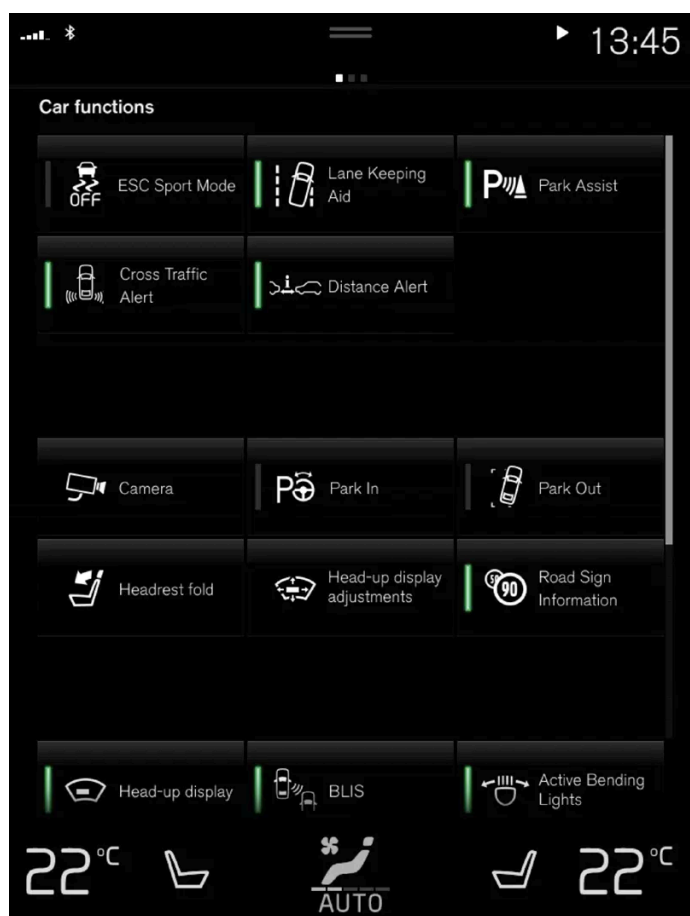 13:45
Car functions
OFF
ESC Sport Mode
Lane Keeping
Aid
P
Park Assist
Cross Traffic
Alert
Distance Alert
Camera
P
Park In
Park Out
Headrest fold
Head-up display
adjustments
50
90
Road Sign
Information
Head-up display
BLIS
Active Bending
Lights
22°C
AUTO
22°C